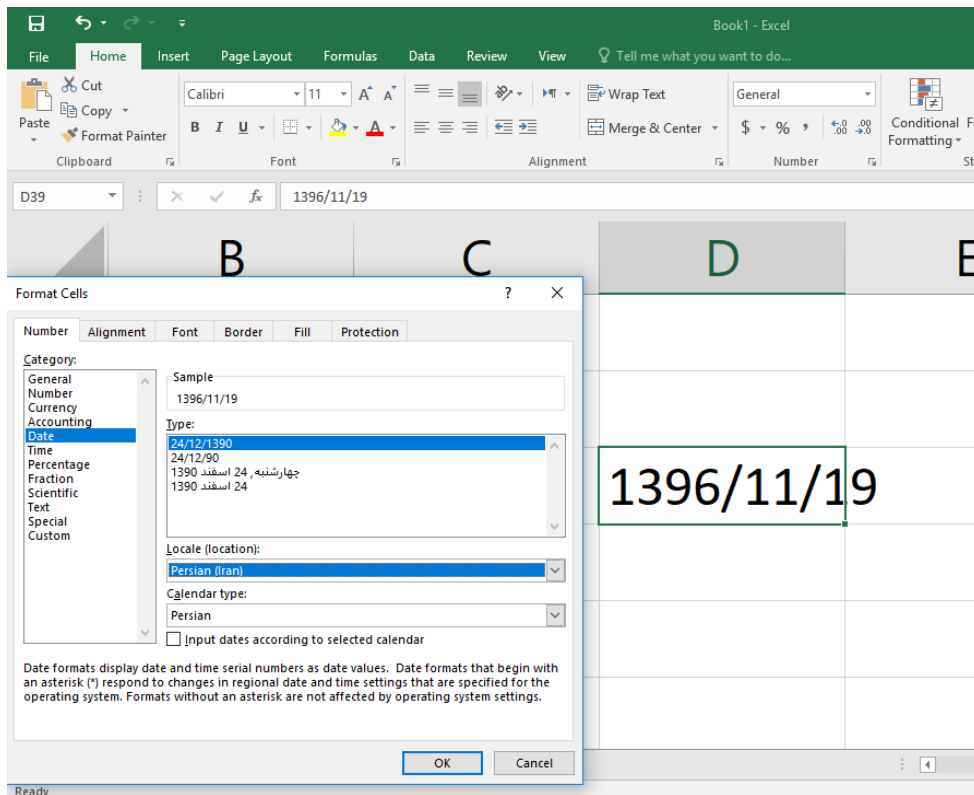 Book1 - Excel
File Home Insert Page Layout Formulas Data Review View Tell me what you want to do...
Paste
Cut
Copy
Format Painter
Clipboard
Calibri 11
B I U
Font
Wrap Text
Merge & Center
Alignment
General
$ % , .00 .0
Number
Conditional
Formatting
D39 fx 1396/11/19
B C D E
Format Cells ?
Number Alignment Font Border Fill Protection
Category:
General
Number
Currency
Accounting
Date
Time
Percentage
Fraction
Scientific
Text
Special
Custom
Sample
1396/11/19
Type:
24/12/1390
24/12/90
چهارشنبه, 24 اسفند 1390
24 اسفند 1390
Locale (location):
Persian (Iran)
Calendar type:
Persian
Input dates according to selected calendar
Date formats display date and time serial numbers as date values. Date formats that begin with
an asterisk (*) respond to changes in regional date and time settings that are specified for the
operating system. Formats without an asterisk are not affected by operating system settings.
OK Cancel
1396/11/19
Ready